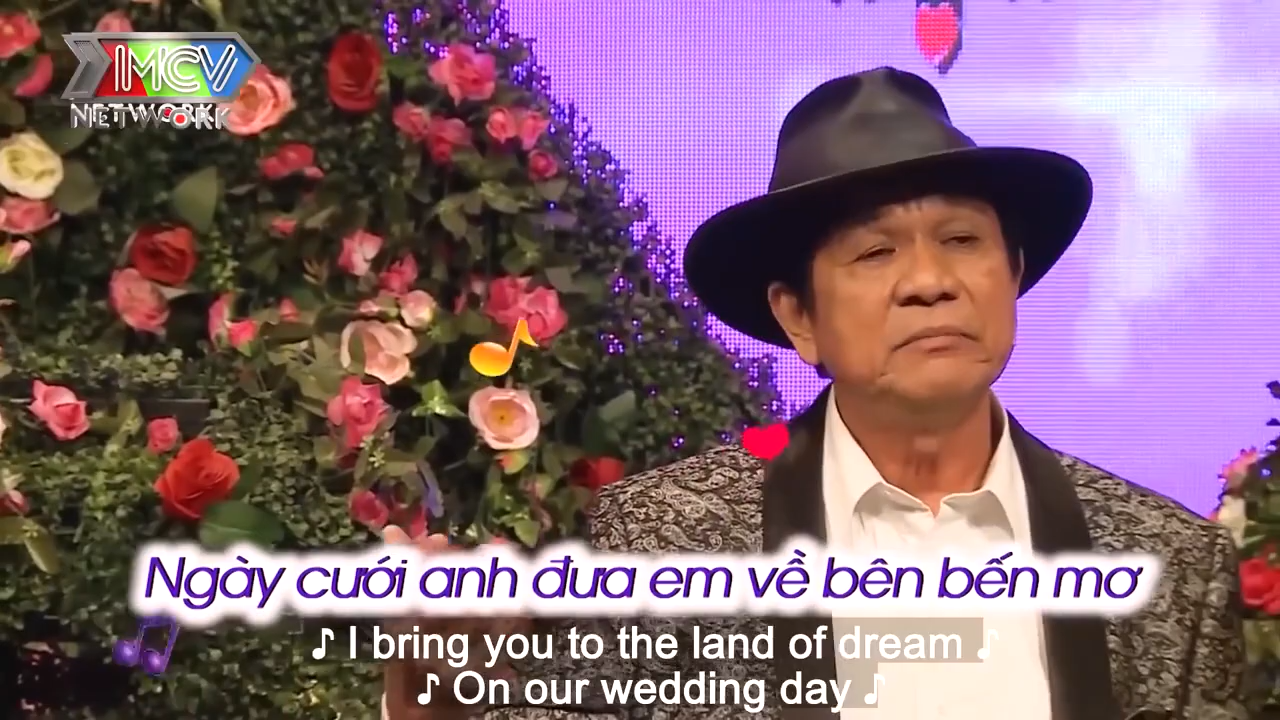 MCV
NETWORK
Ngày cưới anh đưa em về bên bến mơ
♪ I bring you to the land of dream ♪
♪ On our wedding day ♪